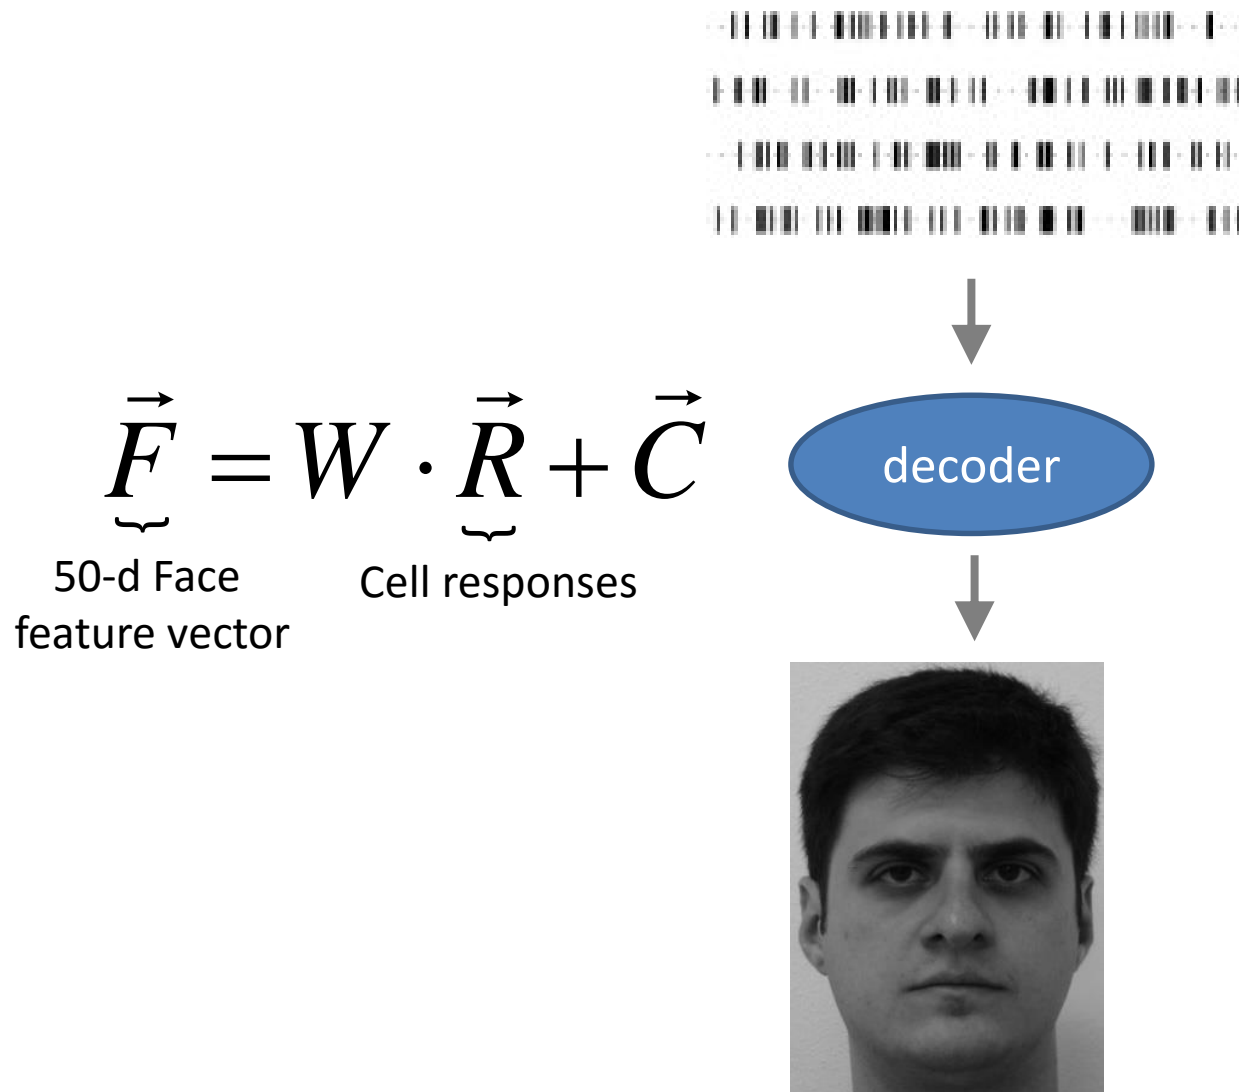 F = W · R + C
50-d Face
feature vector
Cell responses
decoder